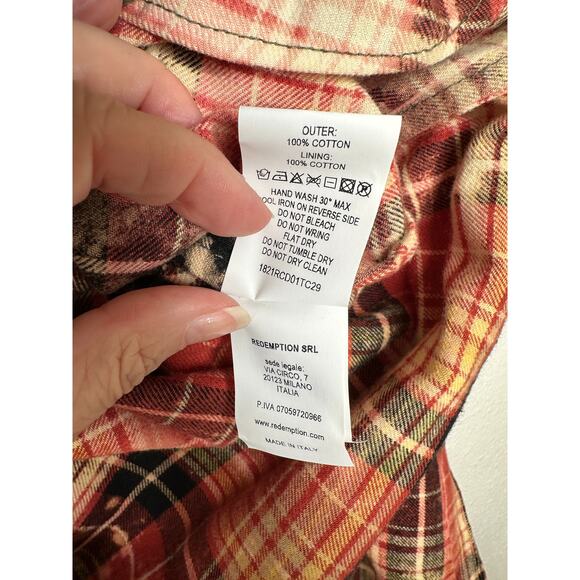 OUTER:
100% COTTON
LINING:
100% COTTON
HAND WASH 30° MAX
OOL IRON ON REVERSE SIDE
DO NOT BLEACH
DO NOT WRING
FLAT DRY
DO NOT TUMBLE DRY
DO NOT DRY CLEAN
1821RCD01TC29
REDEMPTION SRL
sede legale:
VIA CIRCO, 7
20123 MILANO
ITALIA
P.IVA 07059720966
www.redemption.com
MADE IN ITALY